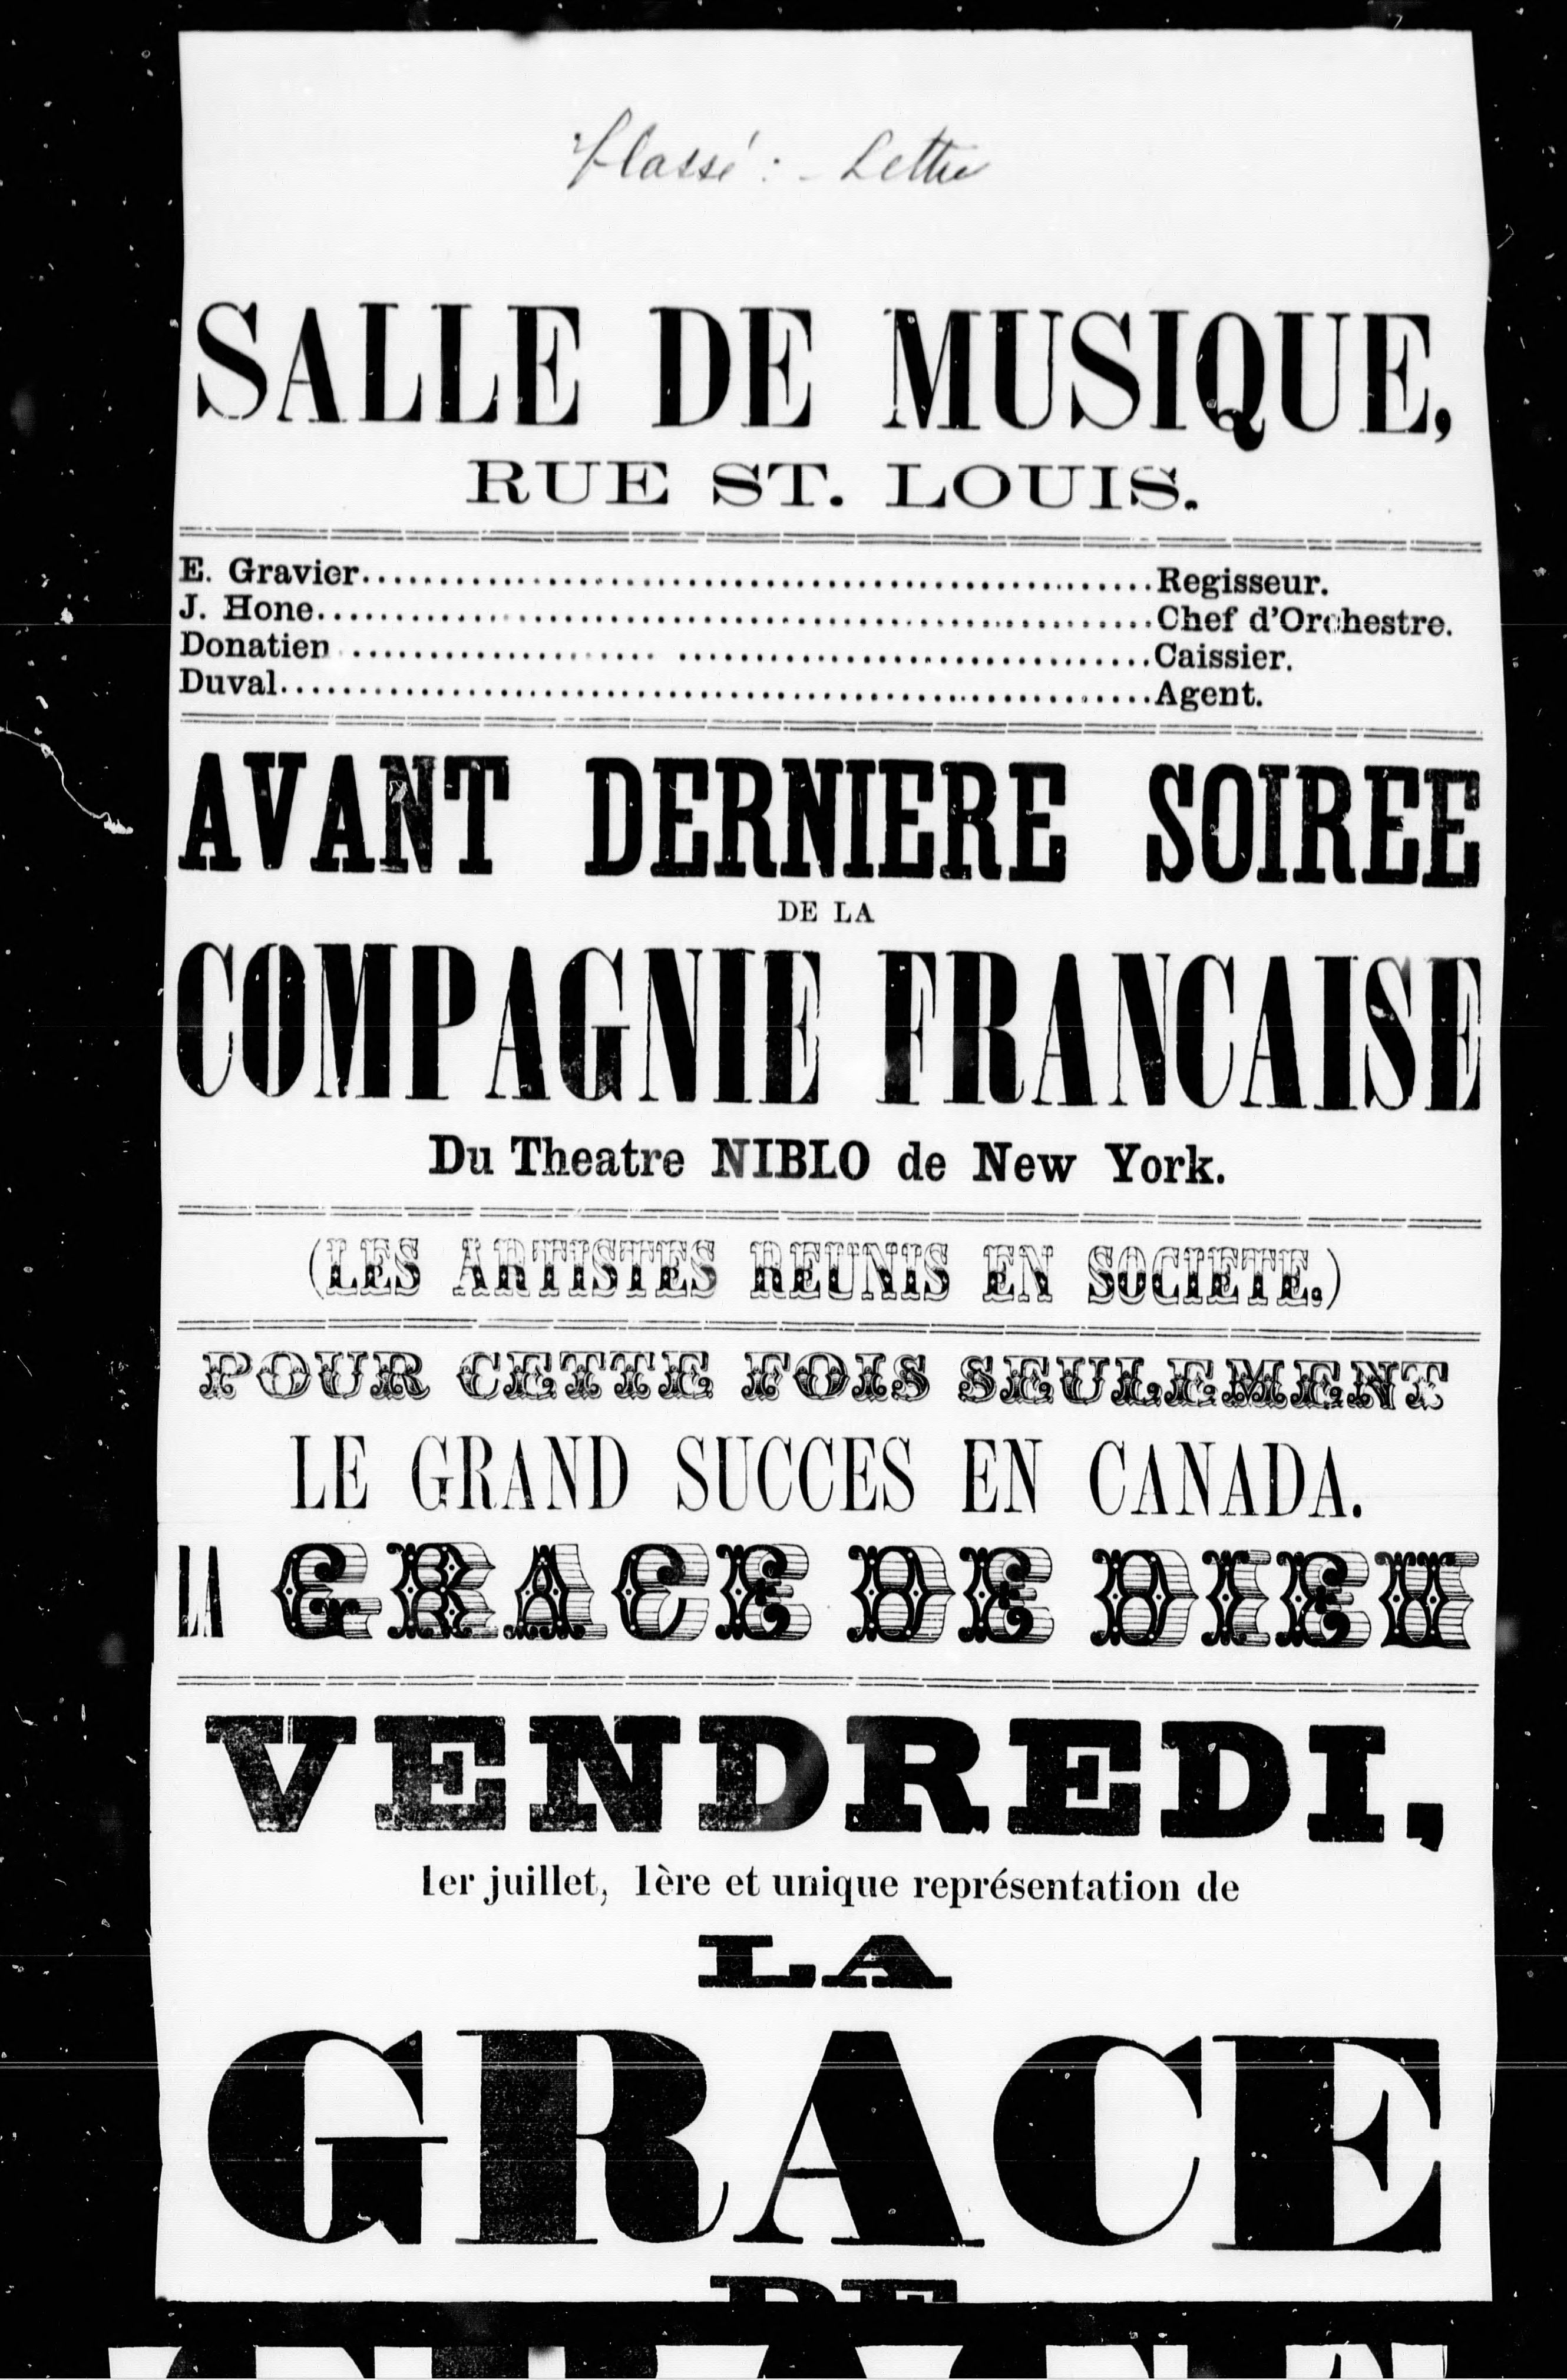 Classé : - Lettre
SALLE DE MUSIQUE,
RUE ST. LOUIS.
E. Gravier..........Regisseur.
J. Hone..........Chef d'Orchestre.
Donatien..........Caissier.
Duval..........Agent.
AVANT DERNIERE SOIREE
DE LA
COMPAGNIE FRANCAISE
Du Theatre NIBLO de New York.
(LES ARTISTES REUNIS EN SOCIETE.)
POUR CETTE FOIS SEULEMENT
LE GRAND SUCCES EN CANADA.
LA GRACE DE DIEU
VENDREDI,
1er juillet, 1ère et unique représentation de
LA
GRACE
DE